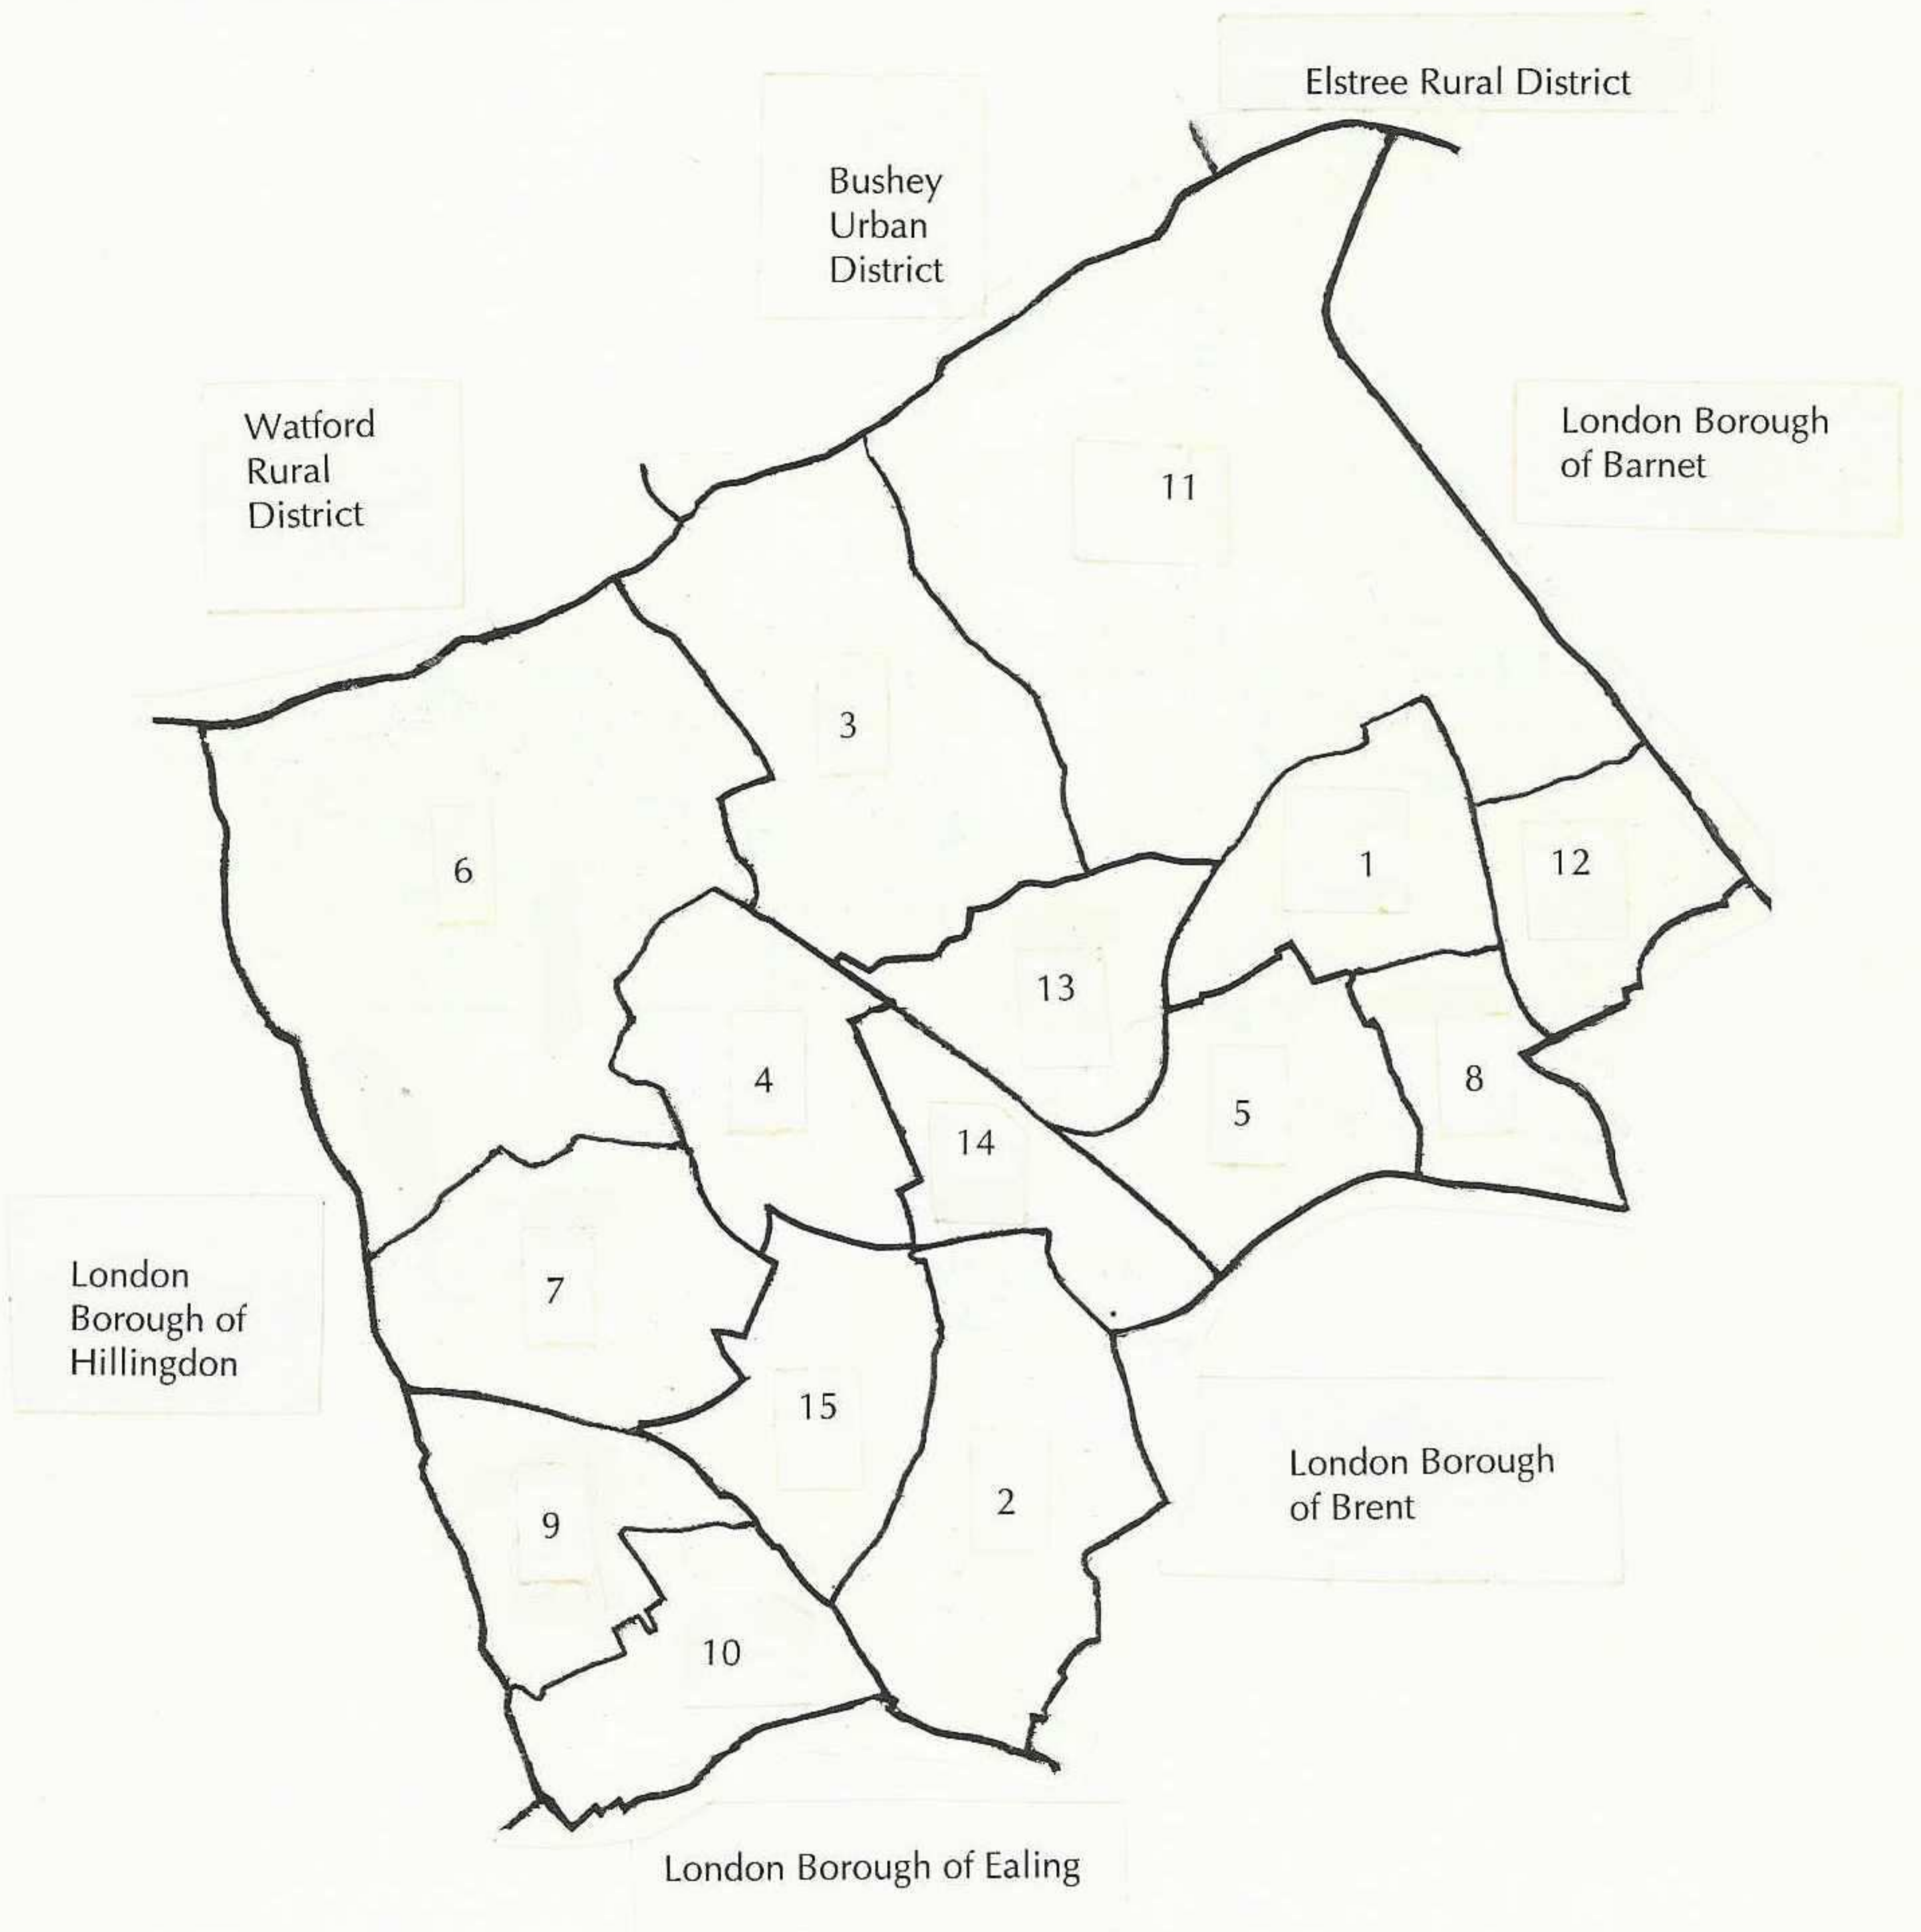 Elstree Rural District
Bushey
Urban
District
Watford
Rural
District
London Borough
of Barnet
11
3
6
1
12
13
4
5
8
14
London
Borough of
Hillingdon
7
15
London Borough
of Brent
2
9
10
London Borough of Ealing